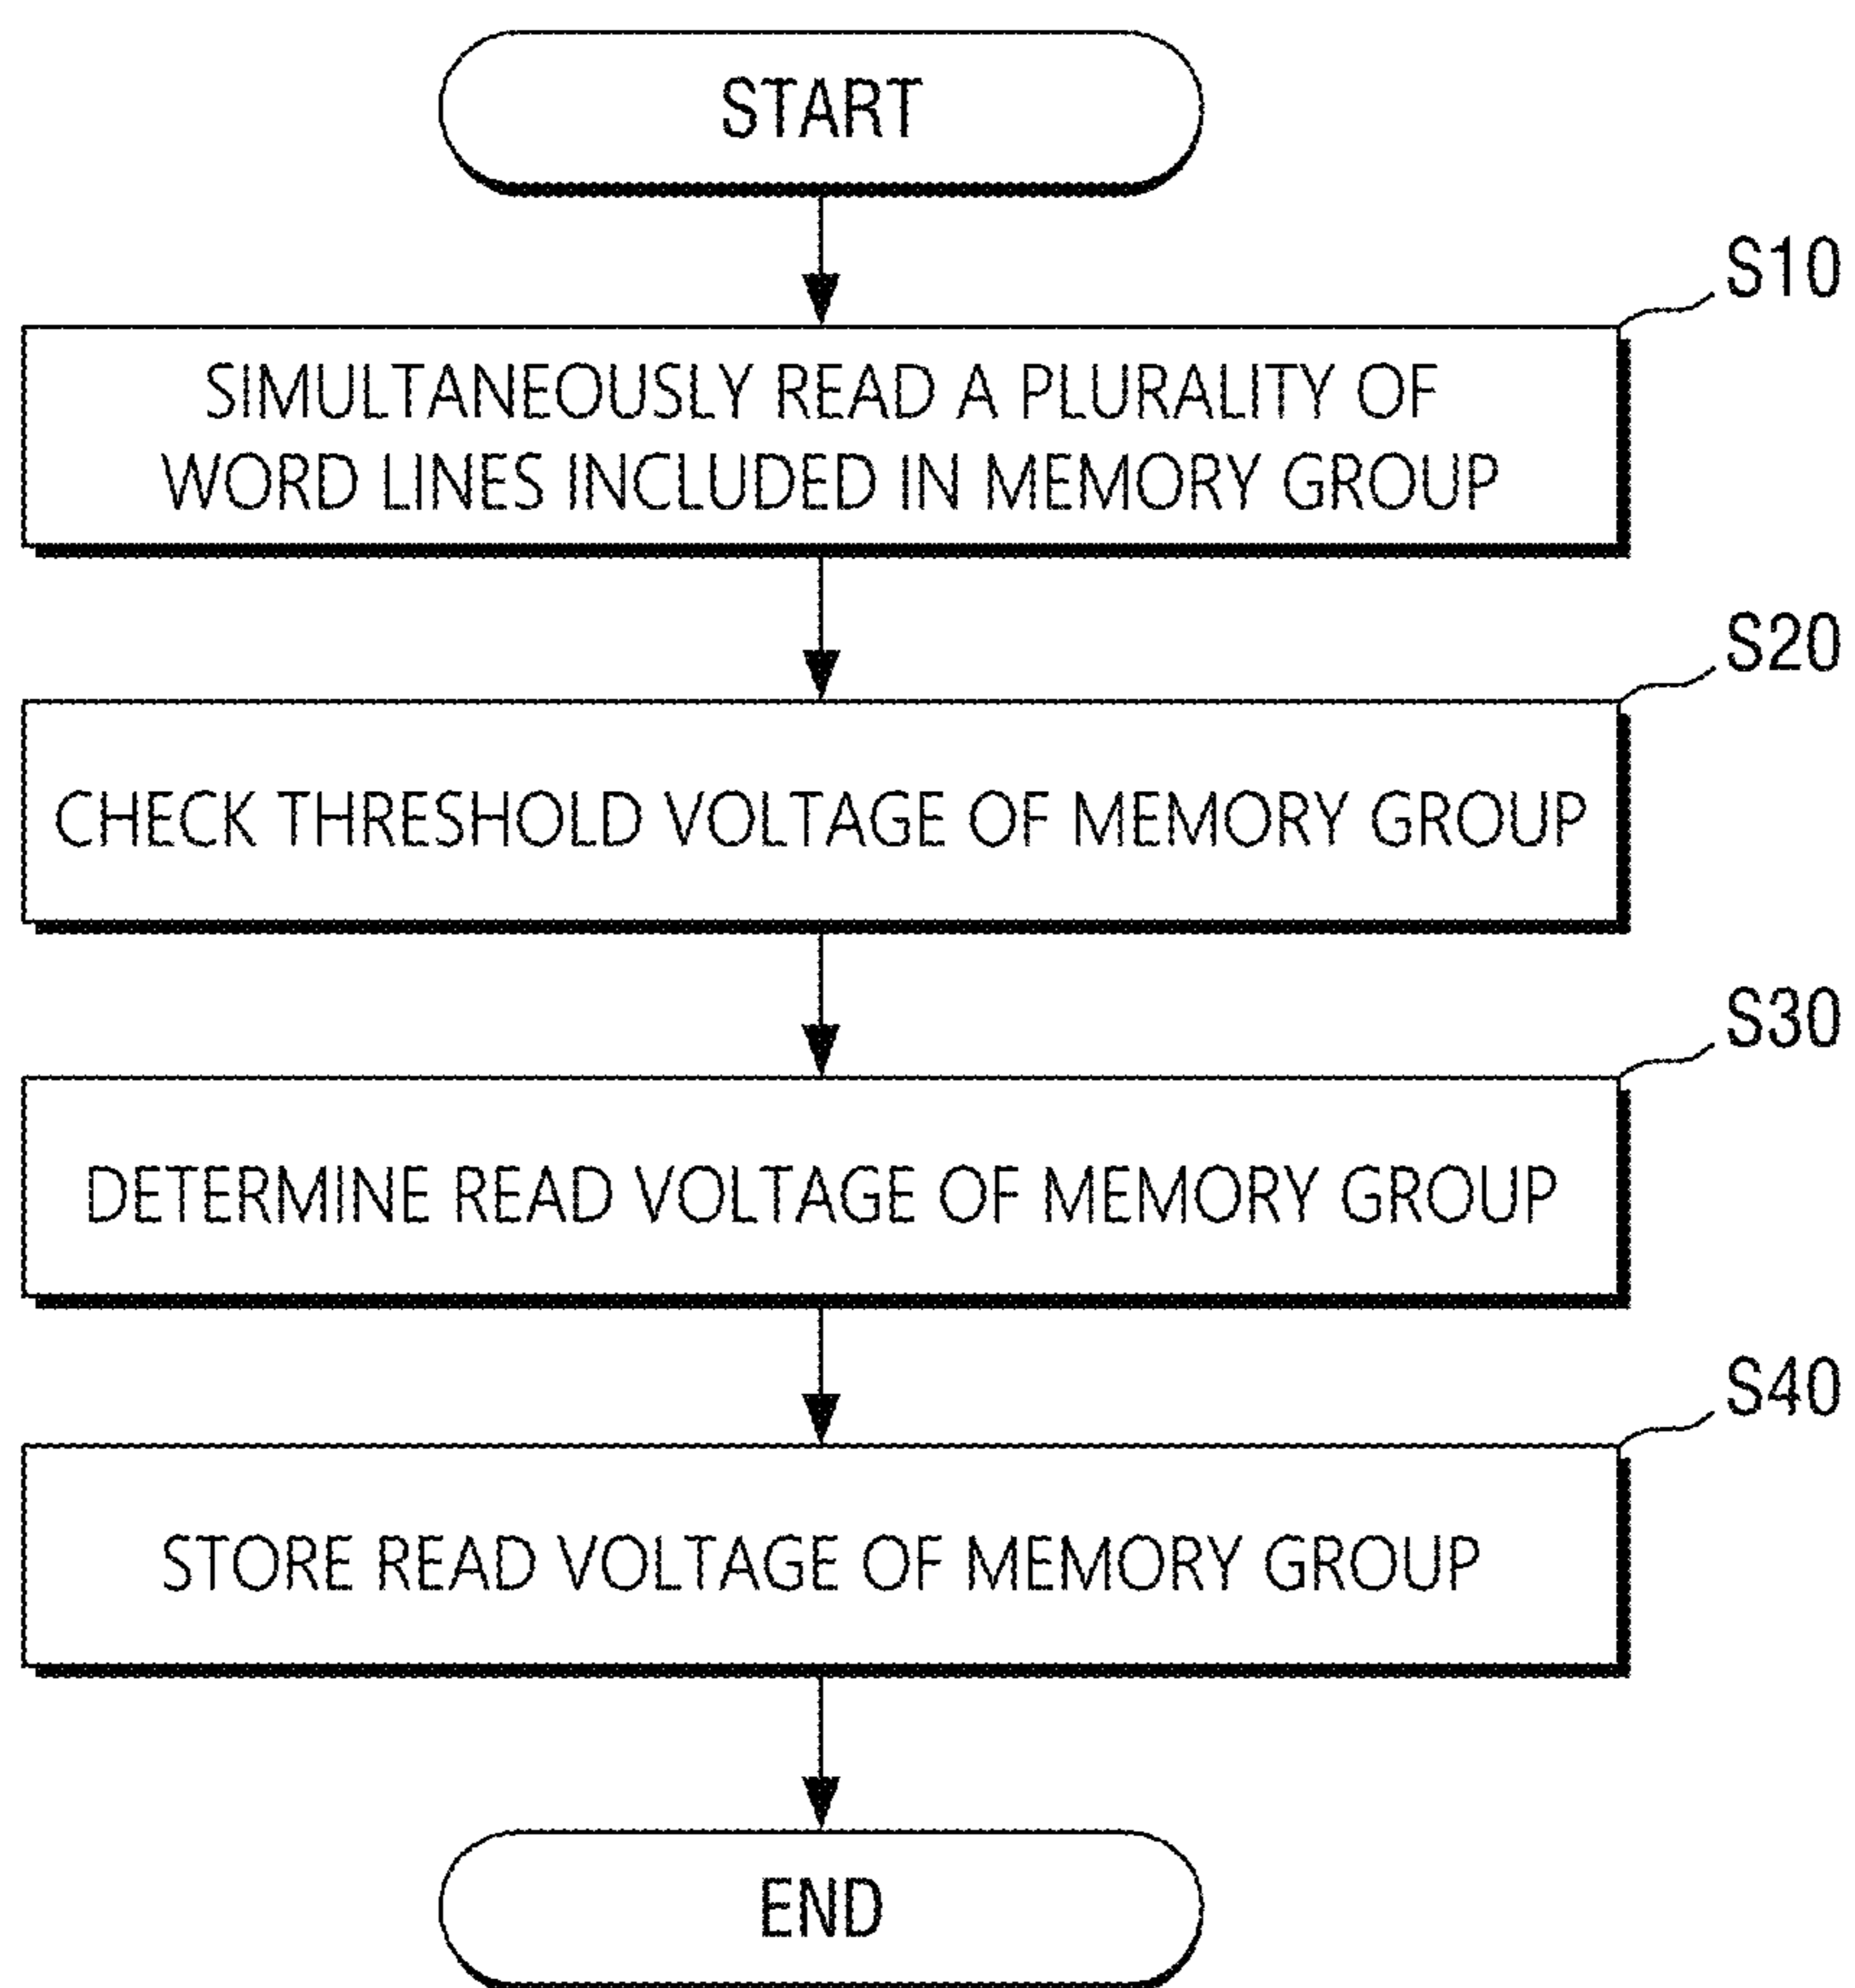 START
S10
SIMULTANEOUSLY READ A PLURALITY OF
WORD LINES INCLUDED IN MEMORY GROUP
S20
CHECK THRESHOLD VOLTAGE OF MEMORY GROUP
S30
DETERMINE READ VOLTAGE OF MEMORY GROUP
S40
STORE READ VOLTAGE OF MEMORY GROUP
END